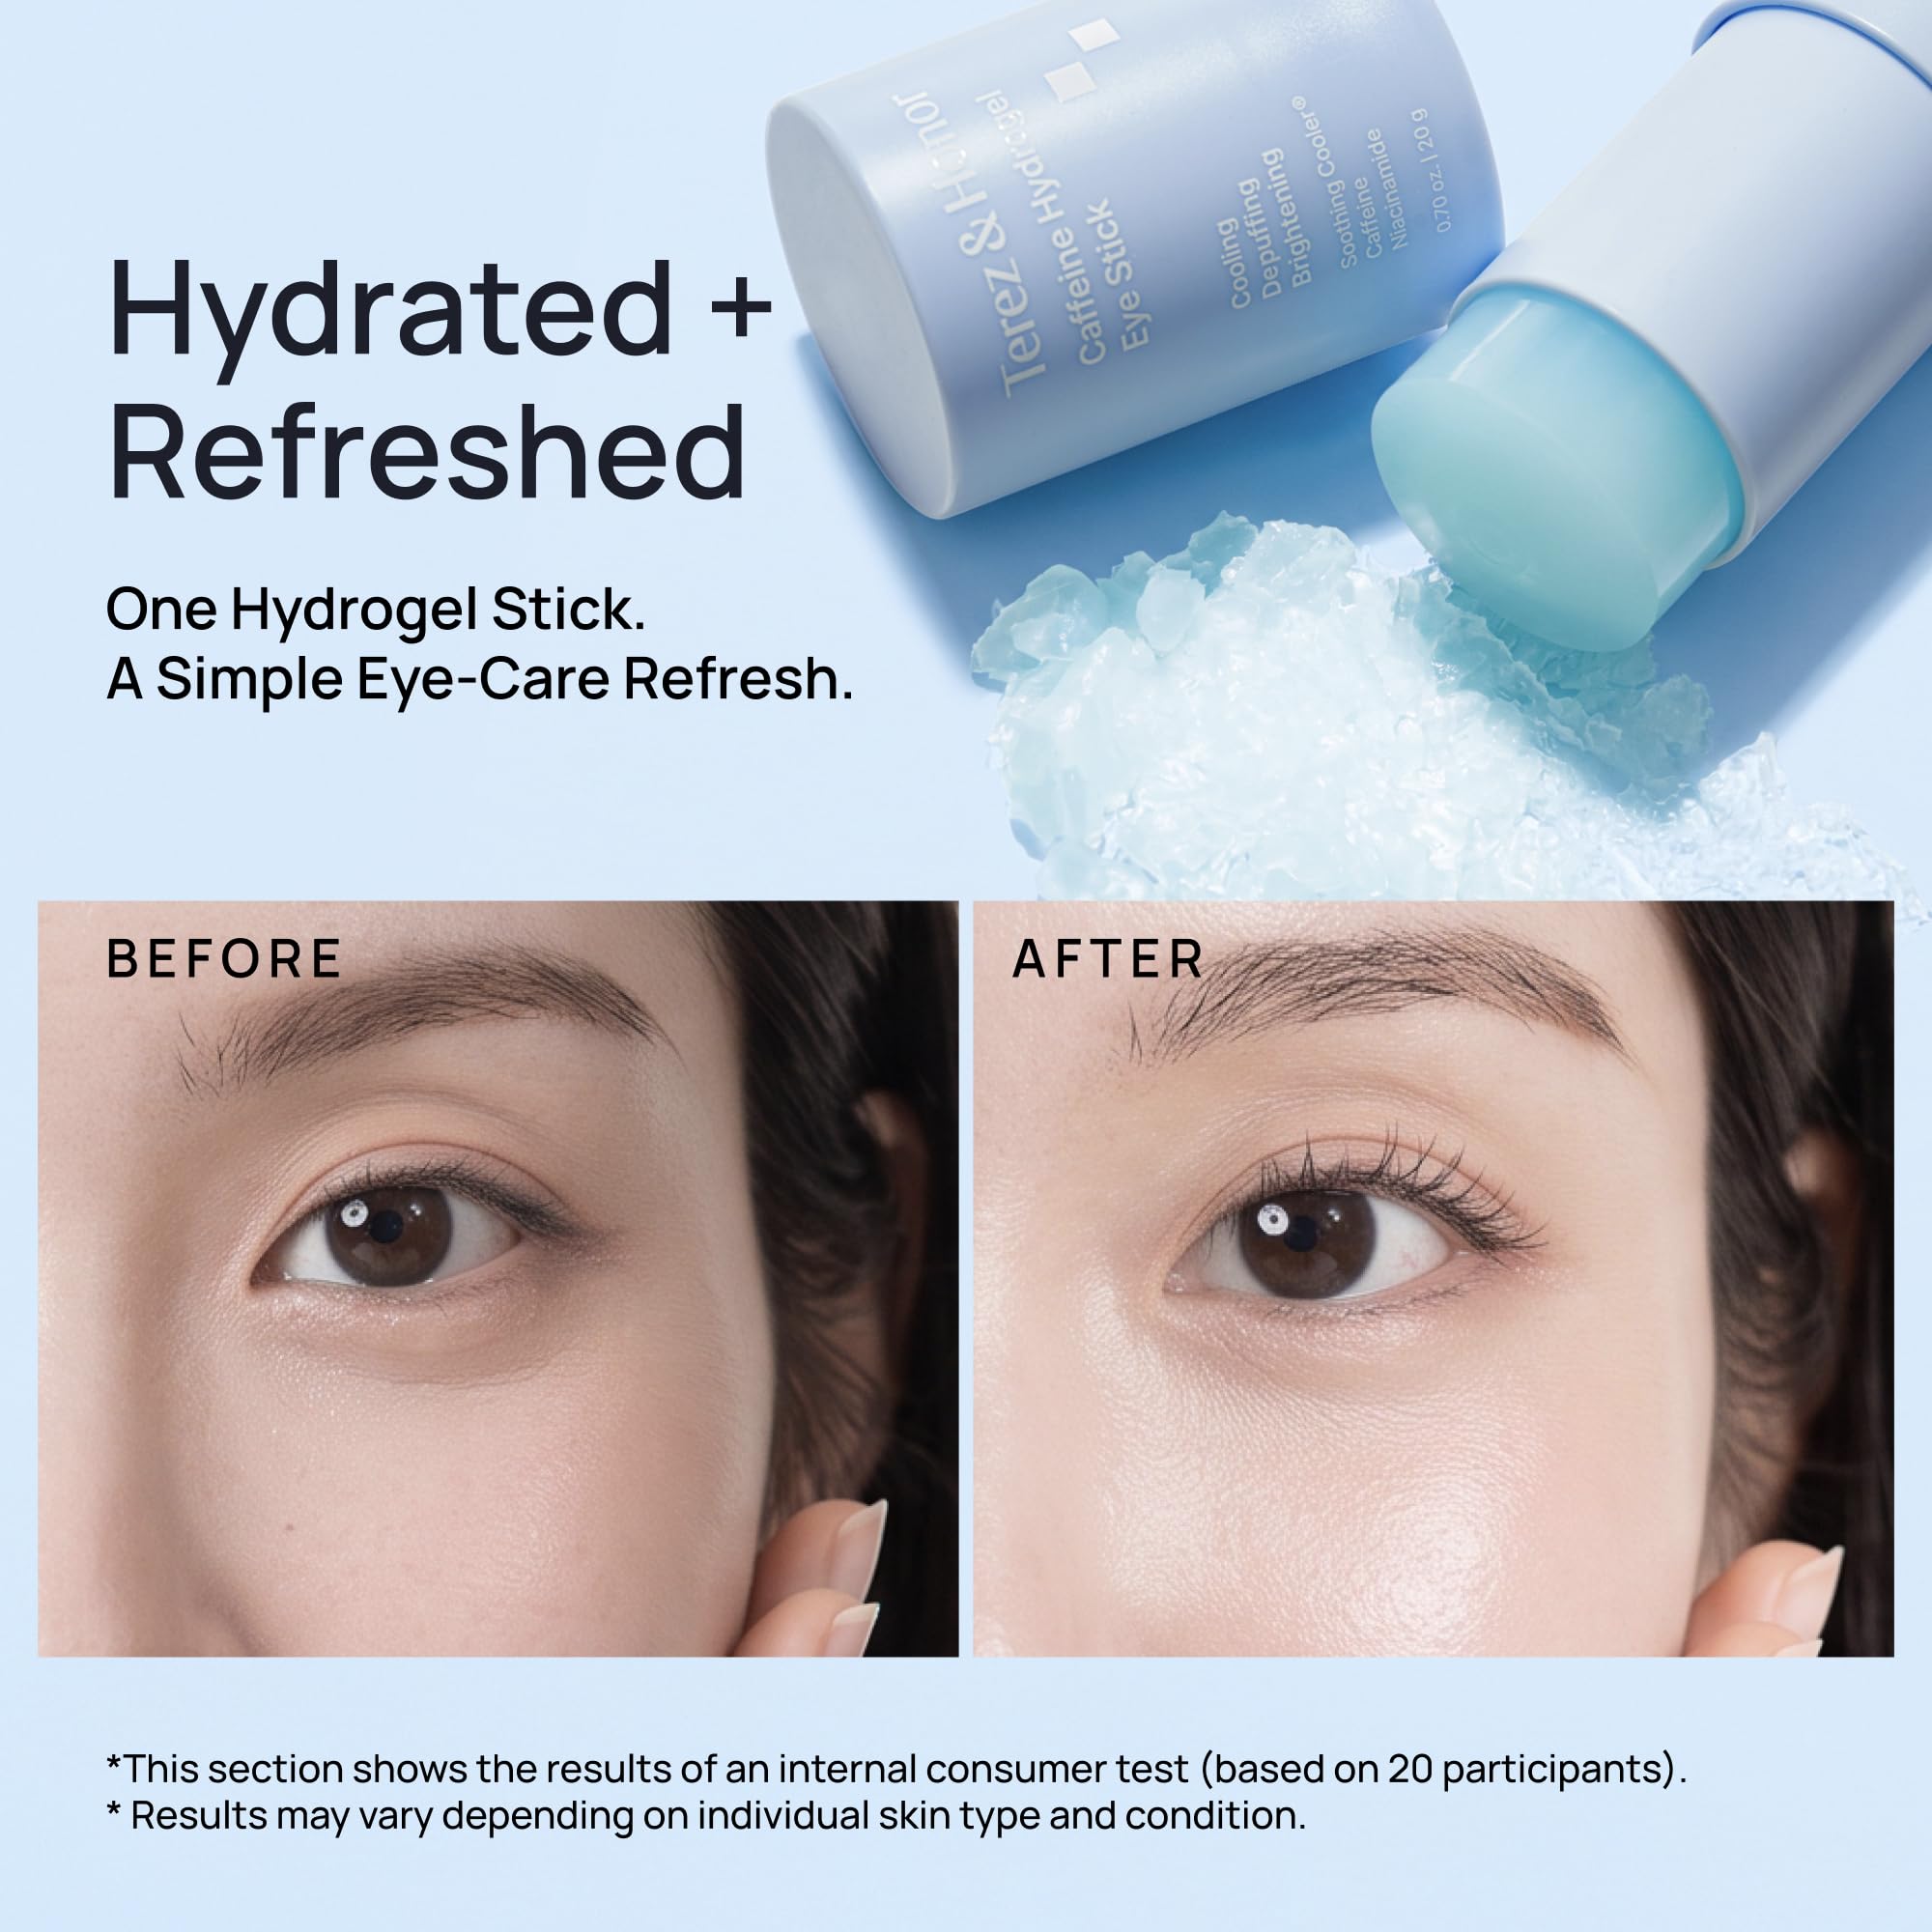 Hydrated +
Refreshed
One Hydrogel Stick.
A Simple Eye-Care Refresh.
Terez & Honor
Caffeine Hydrogel
Eye Stick
Cooling
Depuffing
Brightening
Soothing Cooler®
Caffeine
Niacinamide
0.70 oz. | 20 g
BEFORE
AFTER
*This section shows the results of an internal consumer test (based on 20 participants).
* Results may vary depending on individual skin type and condition.